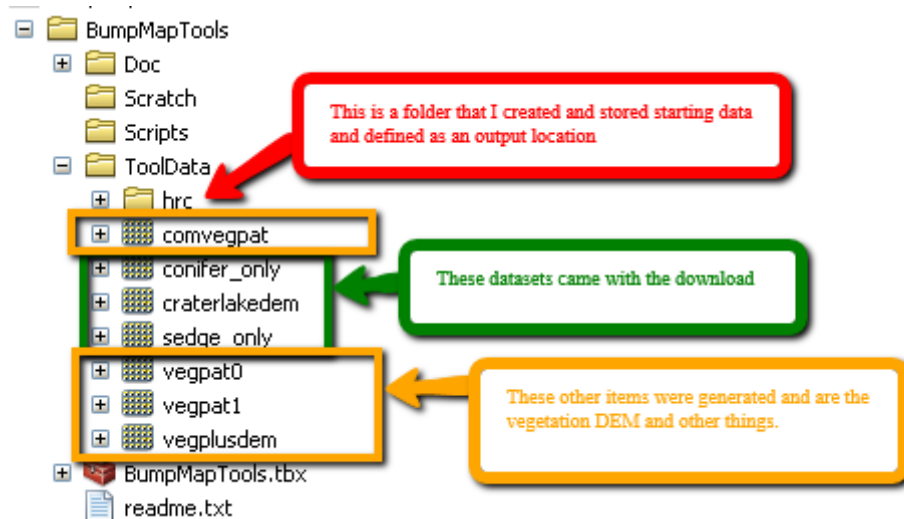 BumpMapTools
Doc
Scratch
Scripts
ToolData
hrc
comvegpat
conifer_only
craterlakedem
sedge_only
vegpat0
vegpat1
vegplusdem
BumpMapTools.tbx
readme.txt
This is a folder that I created and stored starting data
and defined as an output location
These datasets came with the download
These other items were generated and are the
vegetation DEM and other things.